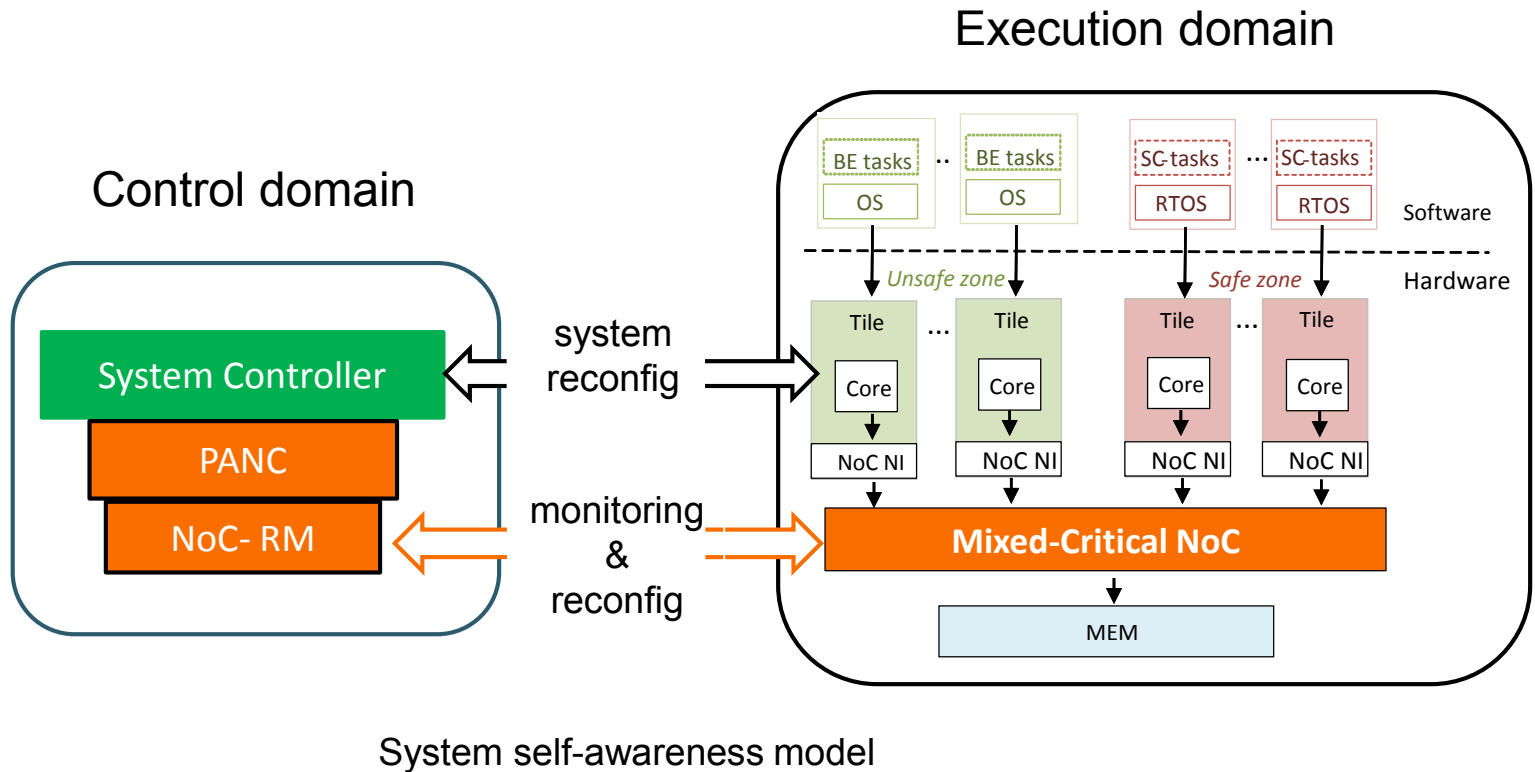 Execution domain
Control domain
BE tasks
OS
..
BE tasks
OS
SC-tasks
RTOS
...
SC-tasks
RTOS
Software
Unsafe zone
Safe zone
Hardware
System Controller
PANC
NoC- RM
system
reconfig
monitoring
&
reconfig
Tile
Core
NoC NI
...
Tile
Core
NoC NI
Tile
Core
NoC NI
...
Tile
Core
NoC NI
Mixed-Critical NoC
MEM
System self-awareness model